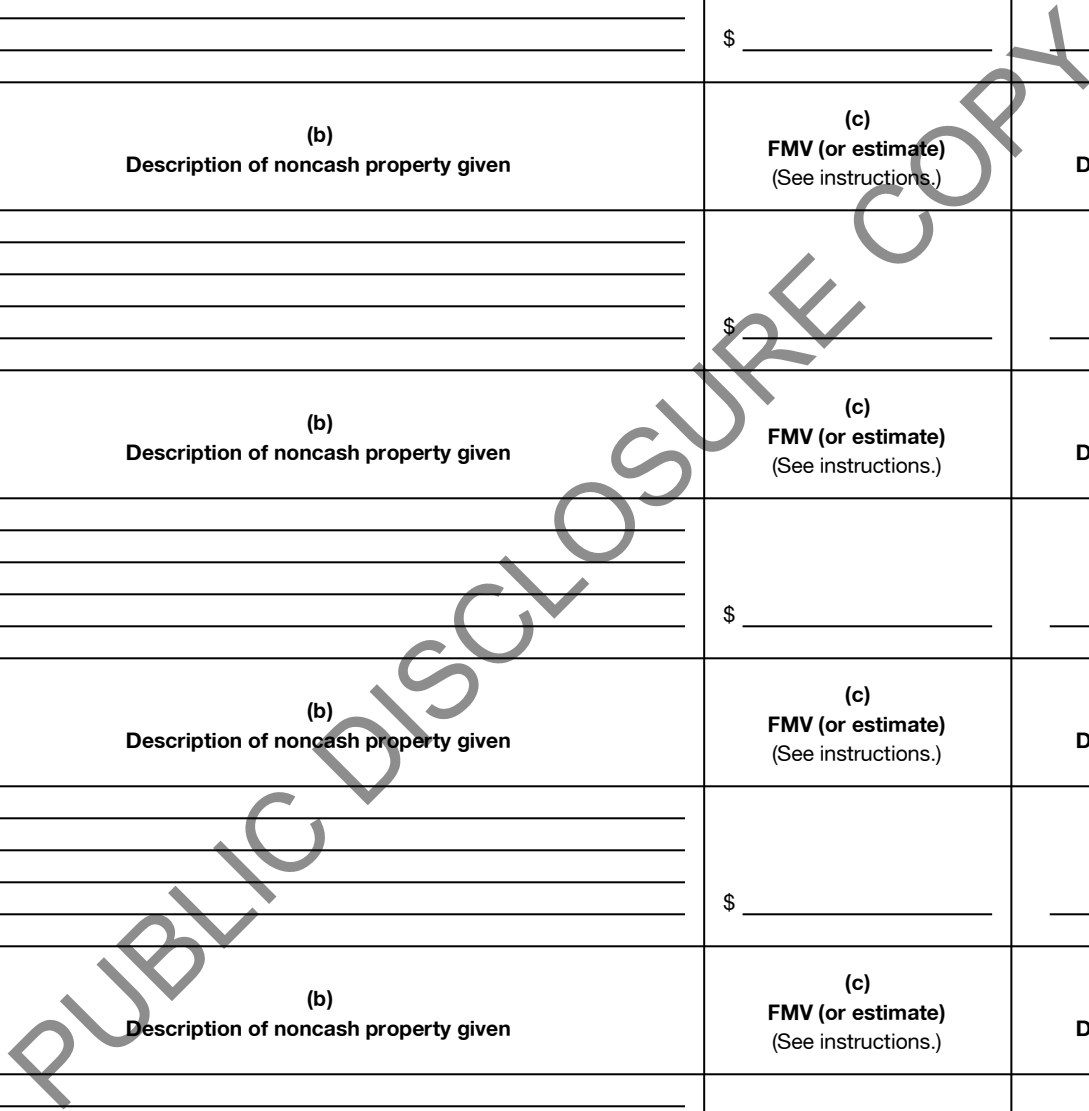 $
(b)
Description of noncash property given
(c)
FMV (or estimate)
(See instructions.)
D
$
(b)
Description of noncash property given
(c)
FMV (or estimate)
(See instructions.)
D
$
(b)
Description of noncash property given
(c)
FMV (or estimate)
(See instructions.)
D
$
(b)
Description of noncash property given
(c)
FMV (or estimate)
(See instructions.)
D
PUBLIC DISCLOSURE COPY